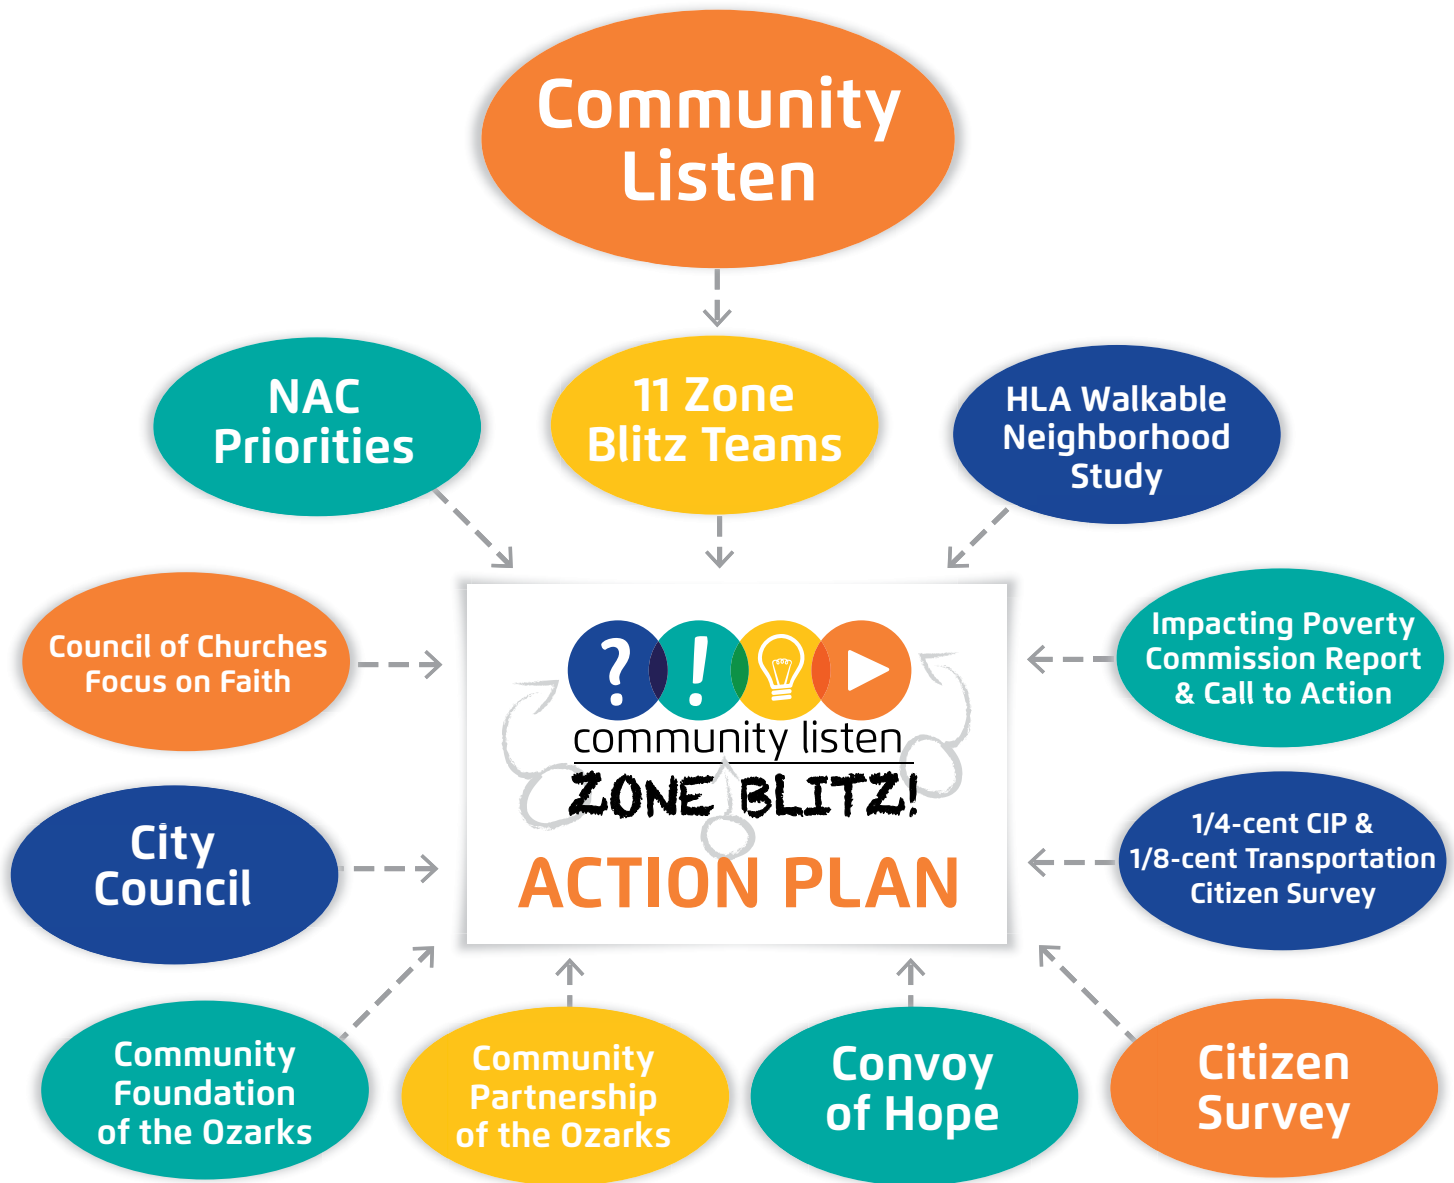 Community
Listen
NAC
Priorities
11 Zone
Blitz Teams
HLA Walkable
Neighborhood
Study
Council of Churches
Focus on Faith
Impacting Poverty
Commission Report
& Call to Action
? !
community listen
ZONE BLITZ!
ACTION PLAN
City
Council
1/4-cent CIP &
1/8-cent Transportation
Citizen Survey
Community
Foundation
of the Ozarks
Community
Partnership
of the Ozarks
Convoy
of Hope
Citizen
Survey